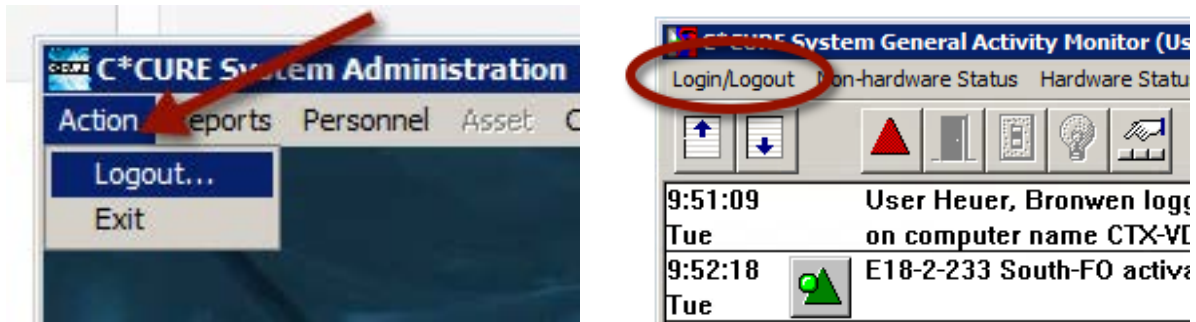 C*CURE System Administration
Action Reports Personnel Asset
Logout...
Exit
C*CURE System General Activity Monitor (Us
Login/Logout Non-hardware Status Hardware Statu
9:51:09 User Heuer, Bronwen logg
Tue on computer name CTX-VD
9:52:18 E18-2-233 South-FO activa
Tue